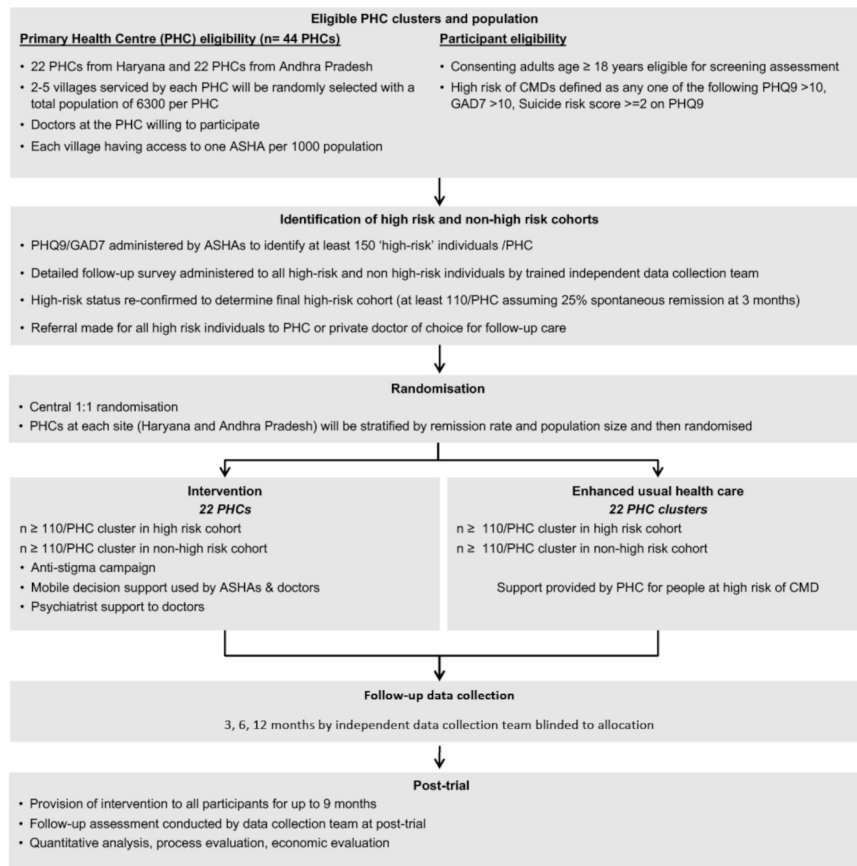 Eligible PHC clusters and population
Primary Health Centre (PHC) eligibility (n= 44 PHCs)
• 22 PHCs from Haryana and 22 PHCs from Andhra Pradesh
• 2-5 villages serviced by each PHC will be randomly selected with a
total population of 6300 per PHC
• Doctors at the PHC willing to participate
• Each village having access to one ASHA per 1000 population
Participant eligibility
• Consenting adults age ≥ 18 years eligible for screening assessment
• High risk of CMDs defined as any one of the following PHQ9 >10,
GAD7 >10, Suicide risk score >=2 on PHQ9
Identification of high risk and non-high risk cohorts
• PHQ9/GAD7 administered by ASHAs to identify at least 150 'high-risk' individuals /PHC
• Detailed follow-up survey administered to all high-risk and non high-risk individuals by trained independent data collection team
• High-risk status re-confirmed to determine final high-risk cohort (at least 110/PHC assuming 25% spontaneous remission at 3 months)
• Referral made for all high risk individuals to PHC or private doctor of choice for follow-up care
Randomisation
• Central 1:1 randomisation
• PHCs at each site (Haryana and Andhra Pradesh) will be stratified by remission rate and population size and then randomised
Intervention
22 PHCs
n ≥ 110/PHC cluster in high risk cohort
n ≥ 110/PHC cluster in non-high risk cohort
• Anti-stigma campaign
• Mobile decision support used by ASHAs & doctors
• Psychiatrist support to doctors
Enhanced usual health care
22 PHC clusters
n ≥ 110/PHC cluster in high risk cohort
n ≥ 110/PHC cluster in non-high risk cohort
Support provided by PHC for people at high risk of CMD
Follow-up data collection
3, 6, 12 months by independent data collection team blinded to allocation
Post-trial
• Provision of intervention to all participants for up to 9 months
• Follow-up assessment conducted by data collection team at post-trial
• Quantitative analysis, process evaluation, economic evaluation